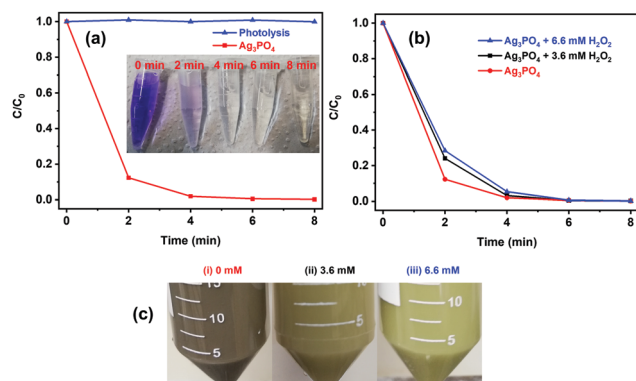 (a)
Photolysis
Ag₃PO₄
0 min 2 min 4 min 6 min 8 min
C/C₀
1.0
0.8
0.6
0.4
0.2
0.0
0 2 4 6 8
Time (min)
(b)
Ag₃PO₄ + 6.6 mM H₂O₂
Ag₃PO₄ + 3.6 mM H₂O₂
Ag₃PO₄
C/C₀
1.0
0.8
0.6
0.4
0.2
0.0
0 2 4 6 8
Time (min)
(c)
(i) 0 mM (ii) 3.6 mM (iii) 6.6 mM
15
10
5
10
5
10
5